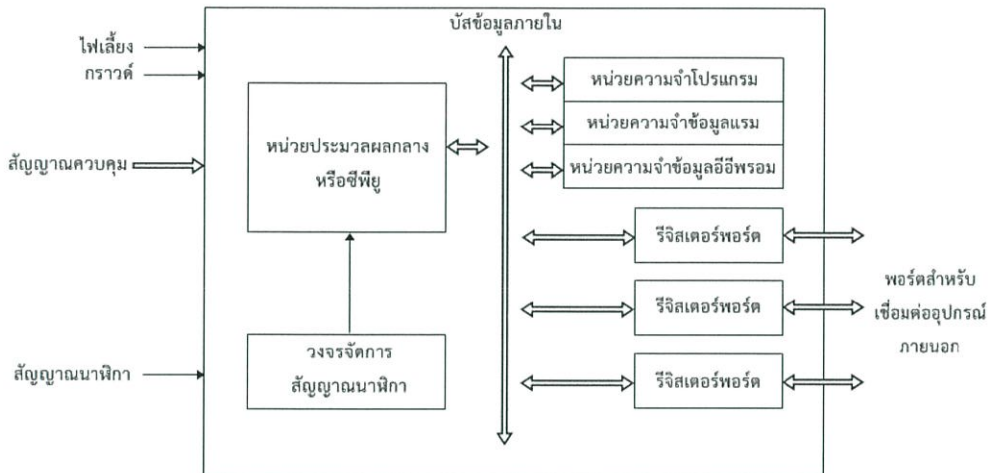 บัสข้อมูลภายใน
ไฟเลี้ยง
กราวด์
สัญญาณควบคุม
สัญญาณนาฬิกา
หน่วยประมวลผลกลาง
หรือซีพียู
วงจรจัดการ
สัญญาณนาฬิกา
หน่วยความจำโปรแกรม
หน่วยความจำข้อมูลแรม
หน่วยความจำข้อมูลอีอีพรอม
รีจิสเตอร์พอร์ต
รีจิสเตอร์พอร์ต
รีจิสเตอร์พอร์ต
พอร์ตสำหรับ
เชื่อมต่ออุปกรณ์
ภายนอก